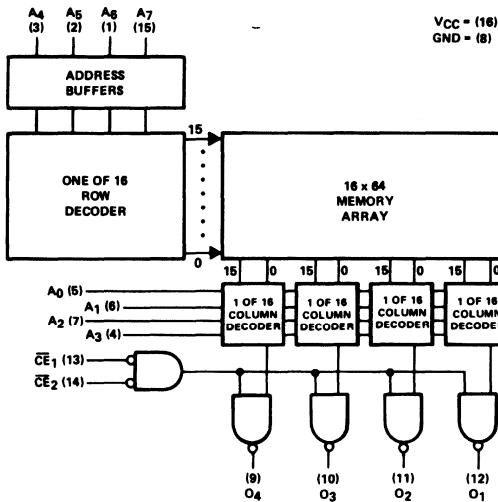 A4 A5 A6 A7
(3) (2) (1) (15)
VCC = (16)
GND = (8)
ADDRESS
BUFFERS
15
ONE OF 16
ROW
DECODER
16 x 64
MEMORY
ARRAY
0
15 0 15 0 15 0 15 0
A0 (5)
A1 (6)
A2 (7)
A3 (4)
1 OF 16
COLUMN
DECODER
1 OF 16
COLUMN
DECODER
1 OF 16
COLUMN
DECODER
1 OF 16
COLUMN
DECODER
CE1 (13)
CE2 (14)
(9) (10) (11) (12)
O4 O3 O2 O1